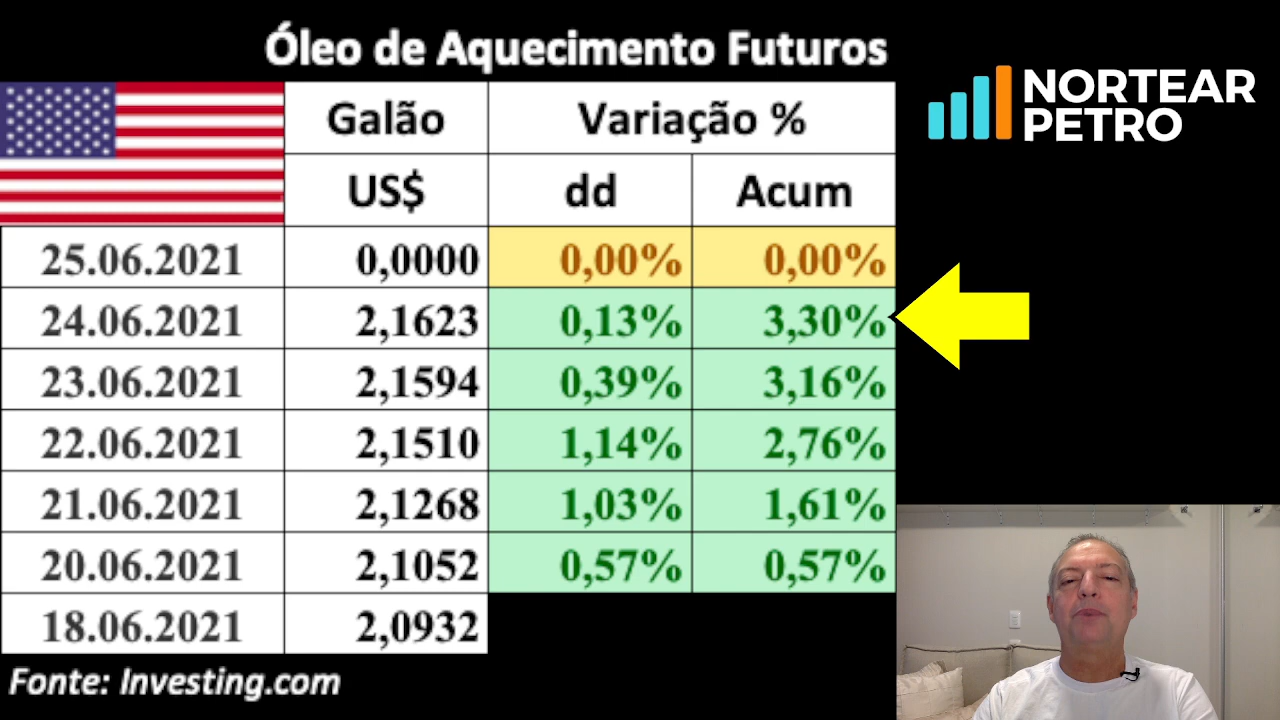 Óleo de Aquecimento Futuros
NORTEAR
PETRO
Galão Variação %
US$ dd Acum
25.06.2021 0,0000 0,00% 0,00%
24.06.2021 2,1623 0,13% 3,30%
23.06.2021 2,1594 0,39% 3,16%
22.06.2021 2,1510 1,14% 2,76%
21.06.2021 2,1268 1,03% 1,61%
20.06.2021 2,1052 0,57% 0,57%
18.06.2021 2,0932
Fonte: Investing.com